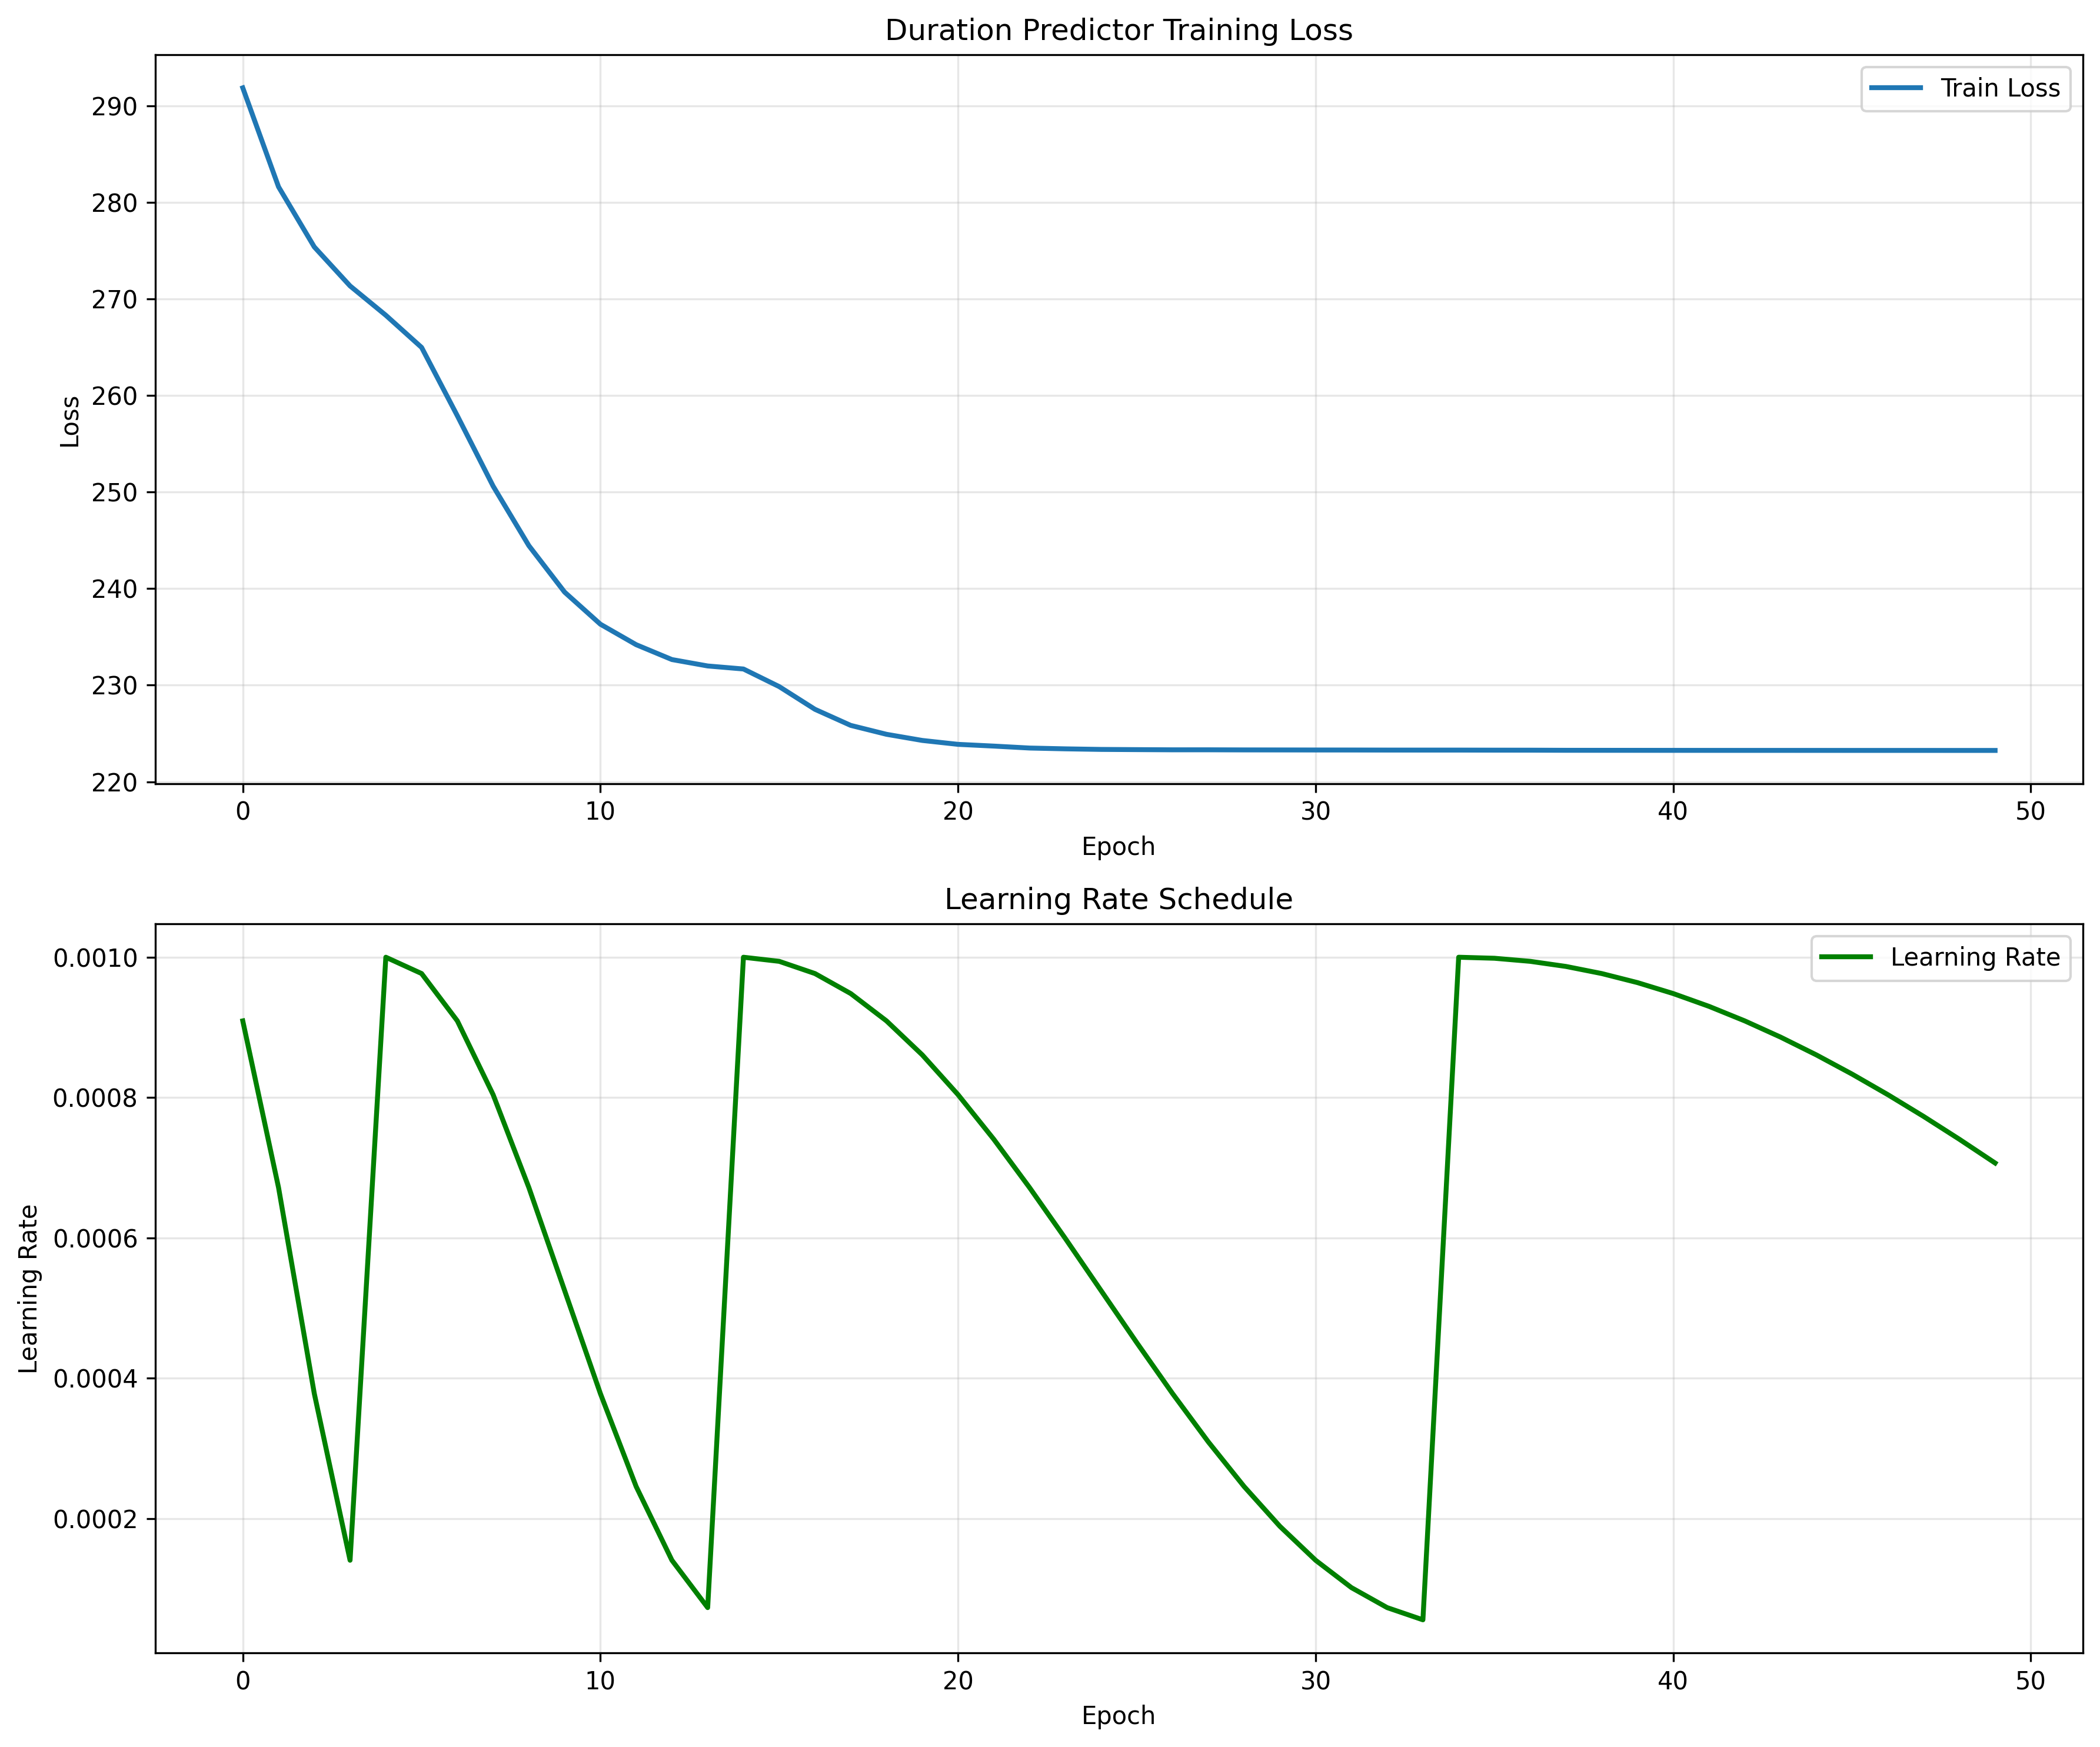 Duration Predictor Training Loss
Train Loss
290
280
270
260
250
240
230
220
Loss
0 10 20 30 40 50
Epoch
Learning Rate Schedule
Learning Rate
0.0010
0.0008
0.0006
0.0004
0.0002
Learning Rate
0 10 20 30 40 50
Epoch